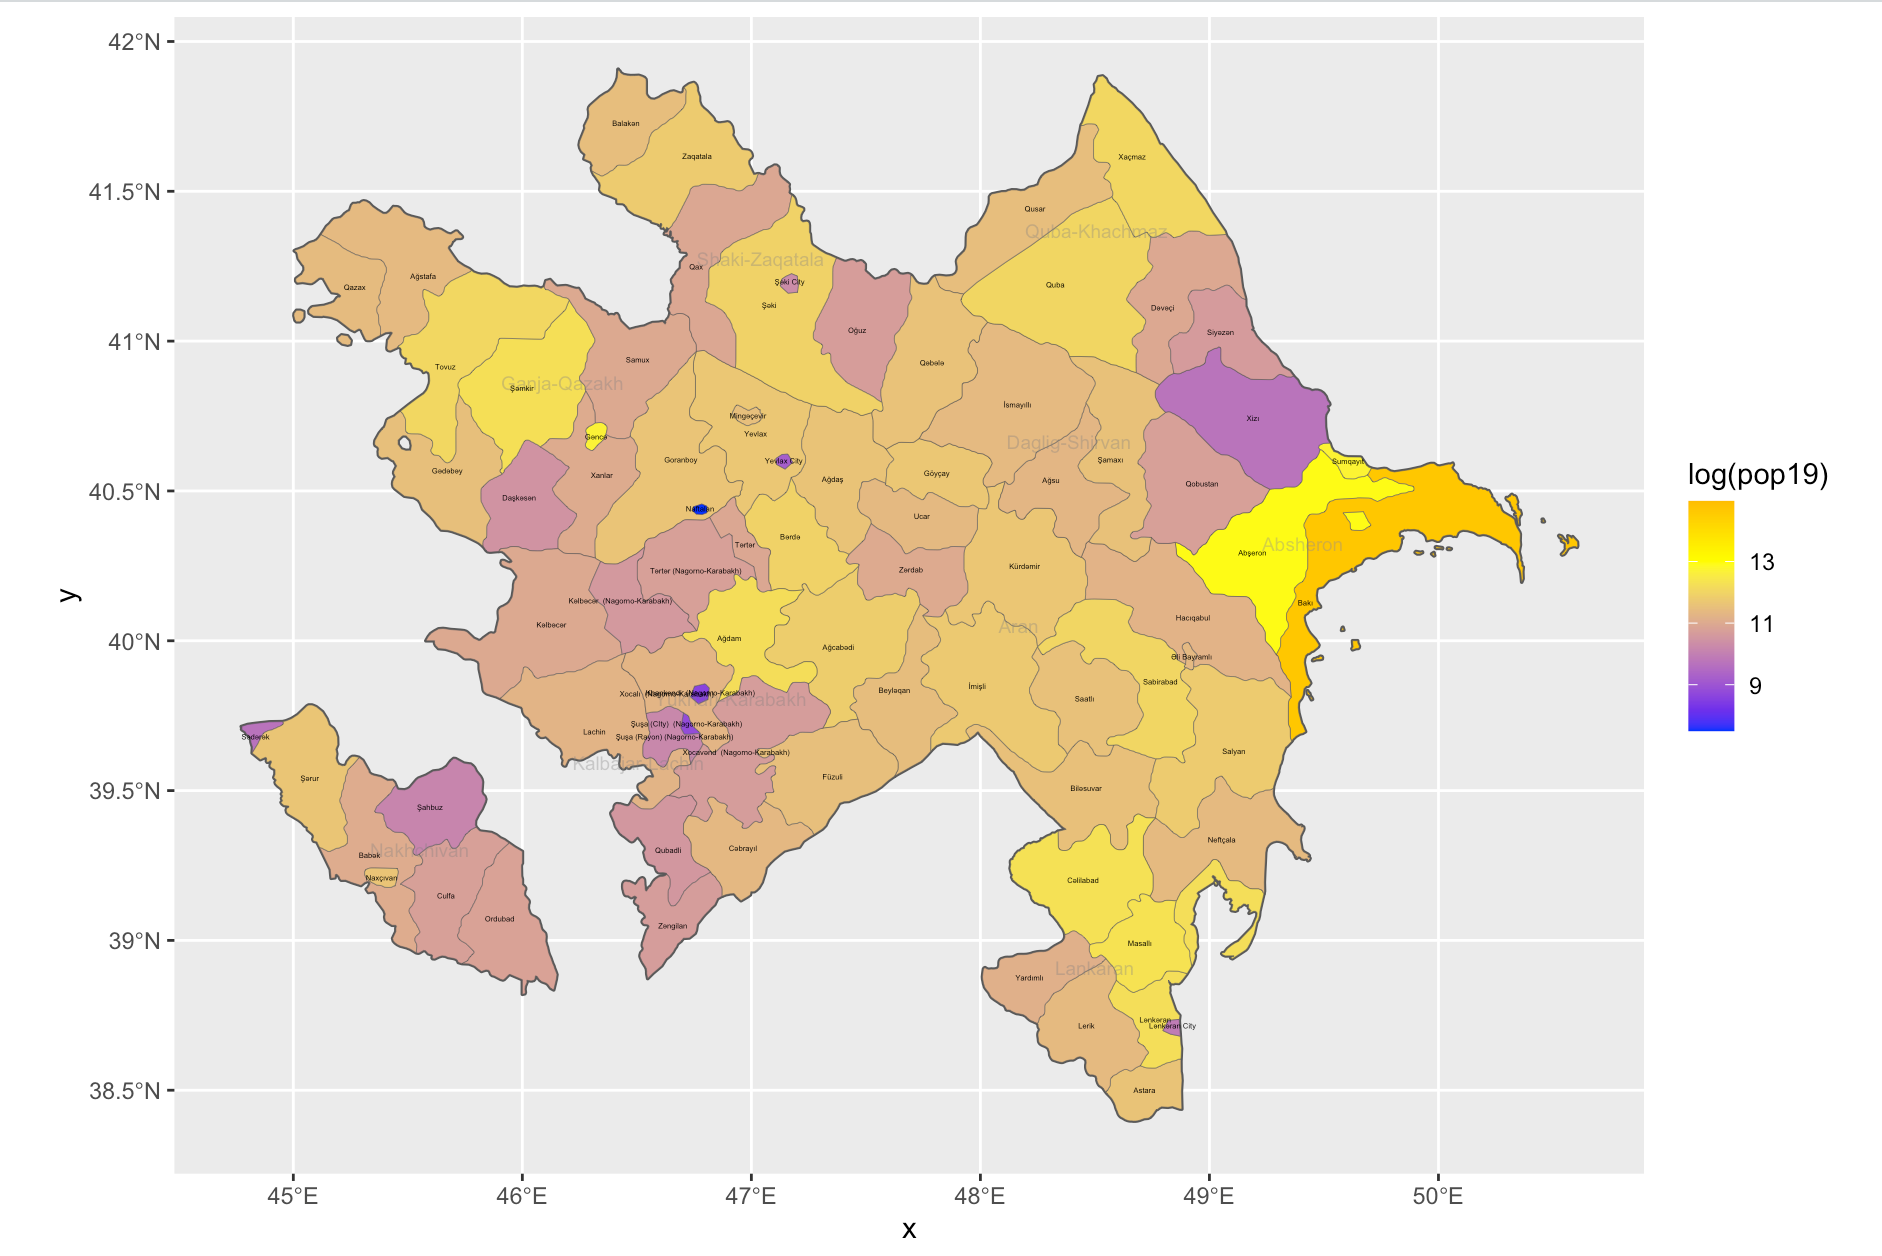 42°N
41.5°N
41°N
40.5°N
40°N
39.5°N
39°N
38.5°N
y
45°E
46°E
47°E
48°E
49°E
50°E
x
log(pop19)
13
11
9
Balakən
Zaqatala
Xaçmaz
Qusar
Quba-Khachmaz
Shaki-Zaqatala
Qax
Ağstafa
Qazax
Şəki City
Şəki
Quba
Dəvəçi
Oğuz
Siyəzən
Samux
Qəbələ
Tovuz
Ganja-Qazakh
Şəmkir
İsmayıllı
Mingəçevir
Xızı
Yevlax
Gəncə
Daglig-Shirvan
Goranboy
Yevlax City
Şamaxı
Sumqayıt
Gədəbəy
Xanlar
Ağdaş
Göyçay
Ağsu
Qobustan
Daşkəsən
Naftalan
Ucar
Bərdə
Tərtər
Absheron
Abşeron
Tərtər (Nagorno-Karabakh)
Zərdab
Kürdəmir
Kəlbəcər (Nagorno-Karabakh)
Bakı
Kəlbəcər
Aran
Hacıqabul
Ağdam
Ağcabədi
Əli Bayramlı
Sabirabad
Xocalı (Nagorno-Karabakh)
Beyləqan
İmişli
Saatlı
Yukhari-Karabakh
Şuşa (City) (Nagorno-Karabakh)
Lachin
Şuşa (Rayon) (Nagorno-Karabakh)
Sədərək
Xocavənd (Nagorno-Karabakh)
Salyan
Kalbajar-Lachin
Şərur
Füzuli
Biləsuvar
Şahbuz
Neftçala
Nakhchivan
Babək
Qubadli
Cəbrayıl
Naxçıvan
Cəlilabad
Culfa
Ordubad
Zəngilan
Masallı
Lankaran
Yardımlı
Lerik
Lənkəran
Lənkəran City
Astara